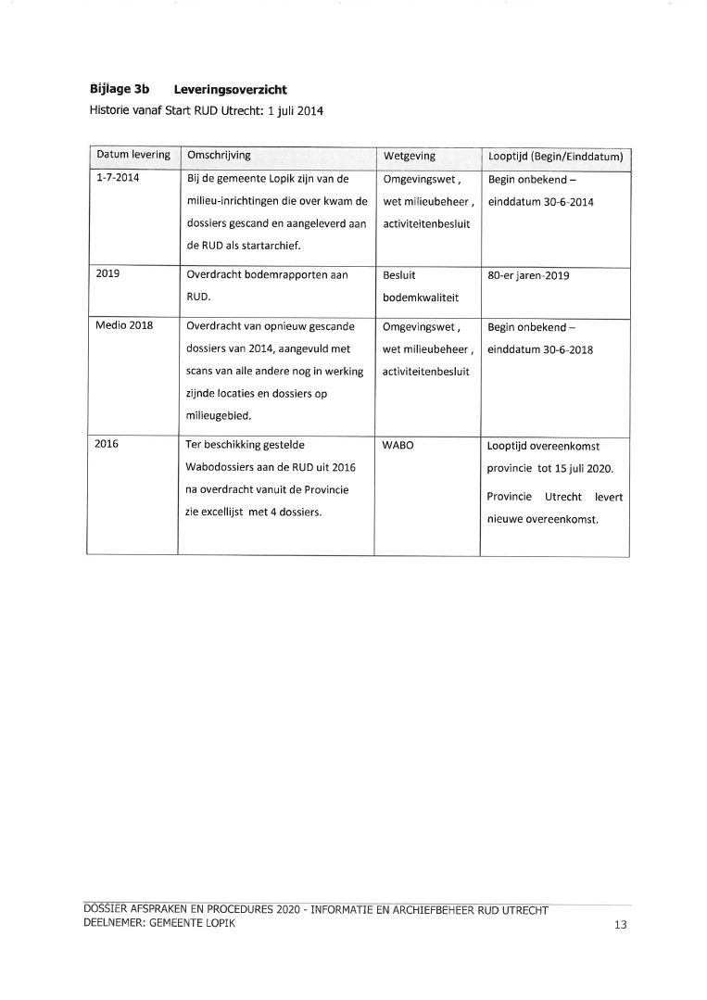 Bijlage 3b Leveringsoverzicht
Historie vanaf Start RUD Utrecht: 1 juli 2014
Datum levering Omschrijving Wetgeving Looptijd (Begin/Einddatum)
1-7-2014 Bij de gemeente Lopik zijn van de Omgevingswet , Begin onbekend –
milieu-inrichtingen die over kwam de wet milieubeheer , einddatum 30-6-2014
dossiers gescand en aangeleverd aan activiteitenbesluit
de RUD als startarchief.
2019 Overdracht bodemrapporten aan Besluit 80-er jaren-2019
RUD. bodemkwaliteit
Medio 2018 Overdracht van opnieuw gescande Omgevingswet , Begin onbekend –
dossiers van 2014, aangevuld met wet milieubeheer , einddatum 30-6-2018
scans van alle andere nog in werking activiteitenbesluit
zijnde locaties en dossiers op
milieugebied.
2016 Ter beschikking gestelde WABO Looptijd overeenkomst
Wabodossiers aan de RUD uit 2016 provincie tot 15 juli 2020.
na overdracht vanuit de Provincie Provincie Utrecht levert
zie excellijst met 4 dossiers. nieuwe overeenkomst.
DOSSIER AFSPRAKEN EN PROCEDURES 2020 - INFORMATIE EN ARCHIEFBEHEER RUD UTRECHT
DEELNEMER: GEMEENTE LOPIK 13